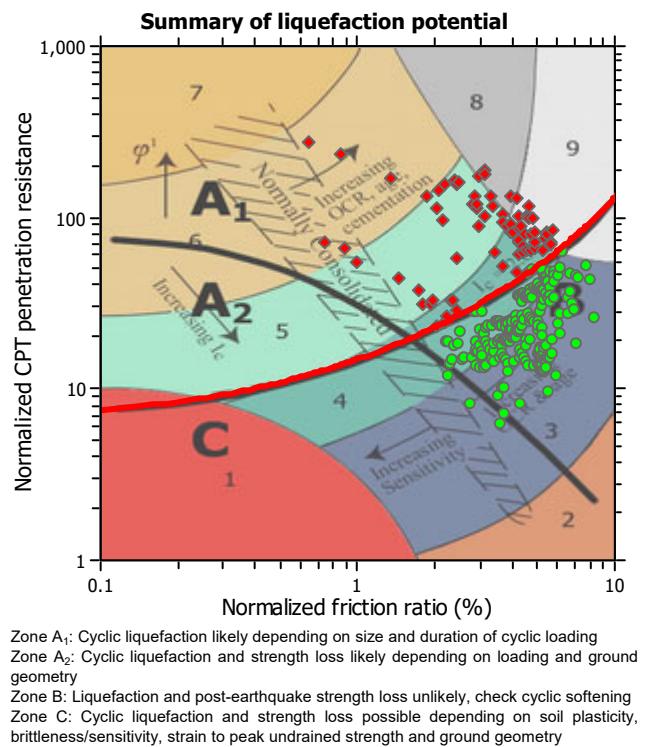 Summary of liquefaction potential
1,000
7
8
9
φ'
Increasing
OCR, age,
cementation
Normally Consolidated
A1
100
6
A2
Increasing Ic
5
Ic
B
10
4
C
1
3
Increasing
Sensitivity
2
1
0.1
1
10
Normalized CPT penetration resistance
Normalized friction ratio (%)
Zone A1: Cyclic liquefaction likely depending on size and duration of cyclic loading
Zone A2: Cyclic liquefaction and strength loss likely depending on loading and ground
geometry
Zone B: Liquefaction and post-earthquake strength loss unlikely, check cyclic softening
Zone C: Cyclic liquefaction and strength loss possible depending on soil plasticity,
brittleness/sensitivity, strain to peak undrained strength and ground geometry